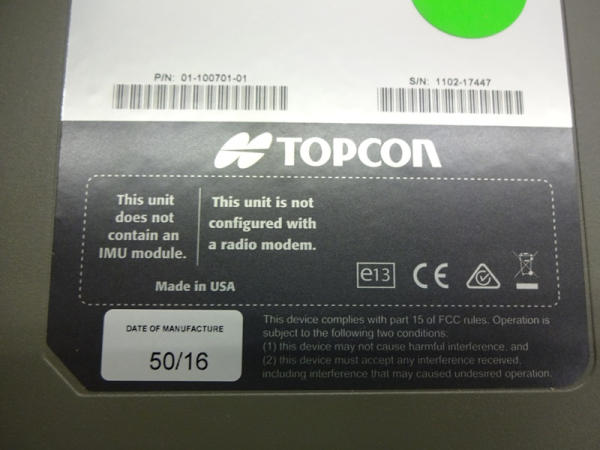 P/N: 01-100701-01
S/N: 1102-17447
TOPCON
This unit
does not
contain an
IMU module.
This unit is not
configured with
a radio modem.
Made in USA
e13
CE
DATE OF MANUFACTURE
50/16
This device complies with part 15 of FCC rules. Operation is
subject to the following two conditions:
(1) this device may not cause harmful interference, and
(2) this device must accept any interference received,
including interference that may caused undesired operation.